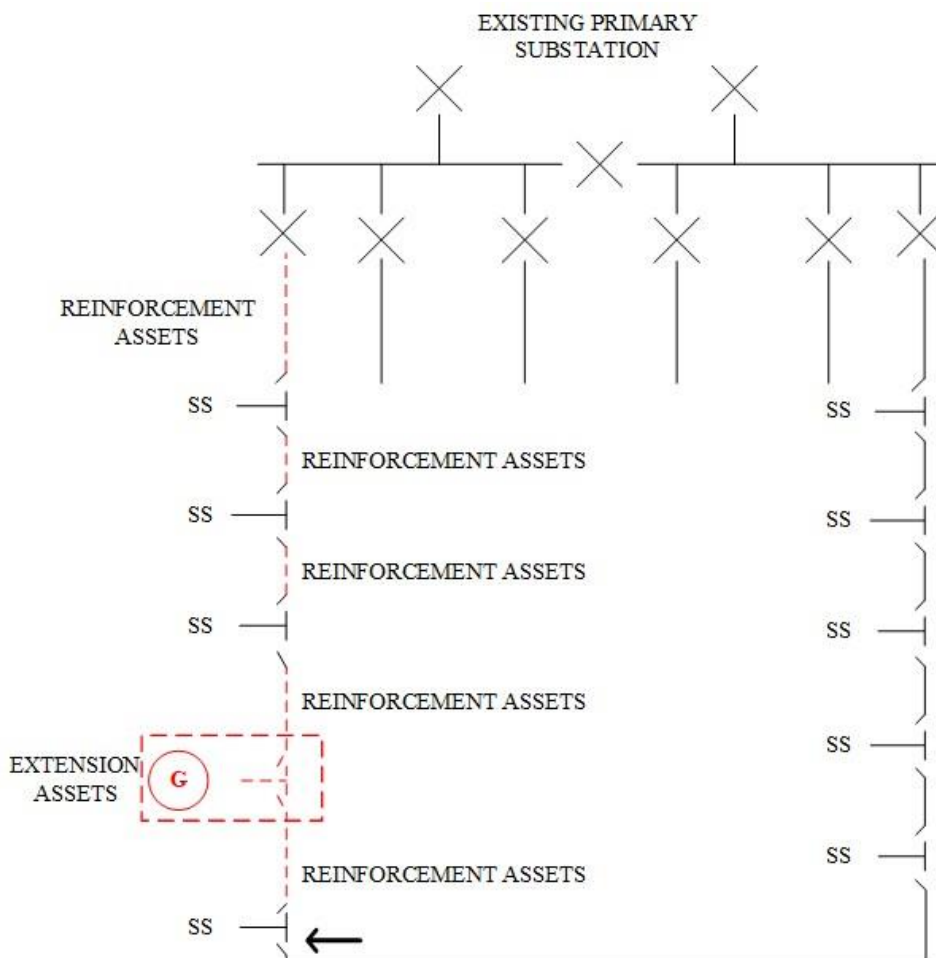 EXISTING PRIMARY
SUBSTATION
REINFORCEMENT
ASSETS
SS
SS
REINFORCEMENT ASSETS
SS
SS
REINFORCEMENT ASSETS
SS
SS
REINFORCEMENT ASSETS
SS
EXTENSION
ASSETS
G
SS
REINFORCEMENT ASSETS
SS